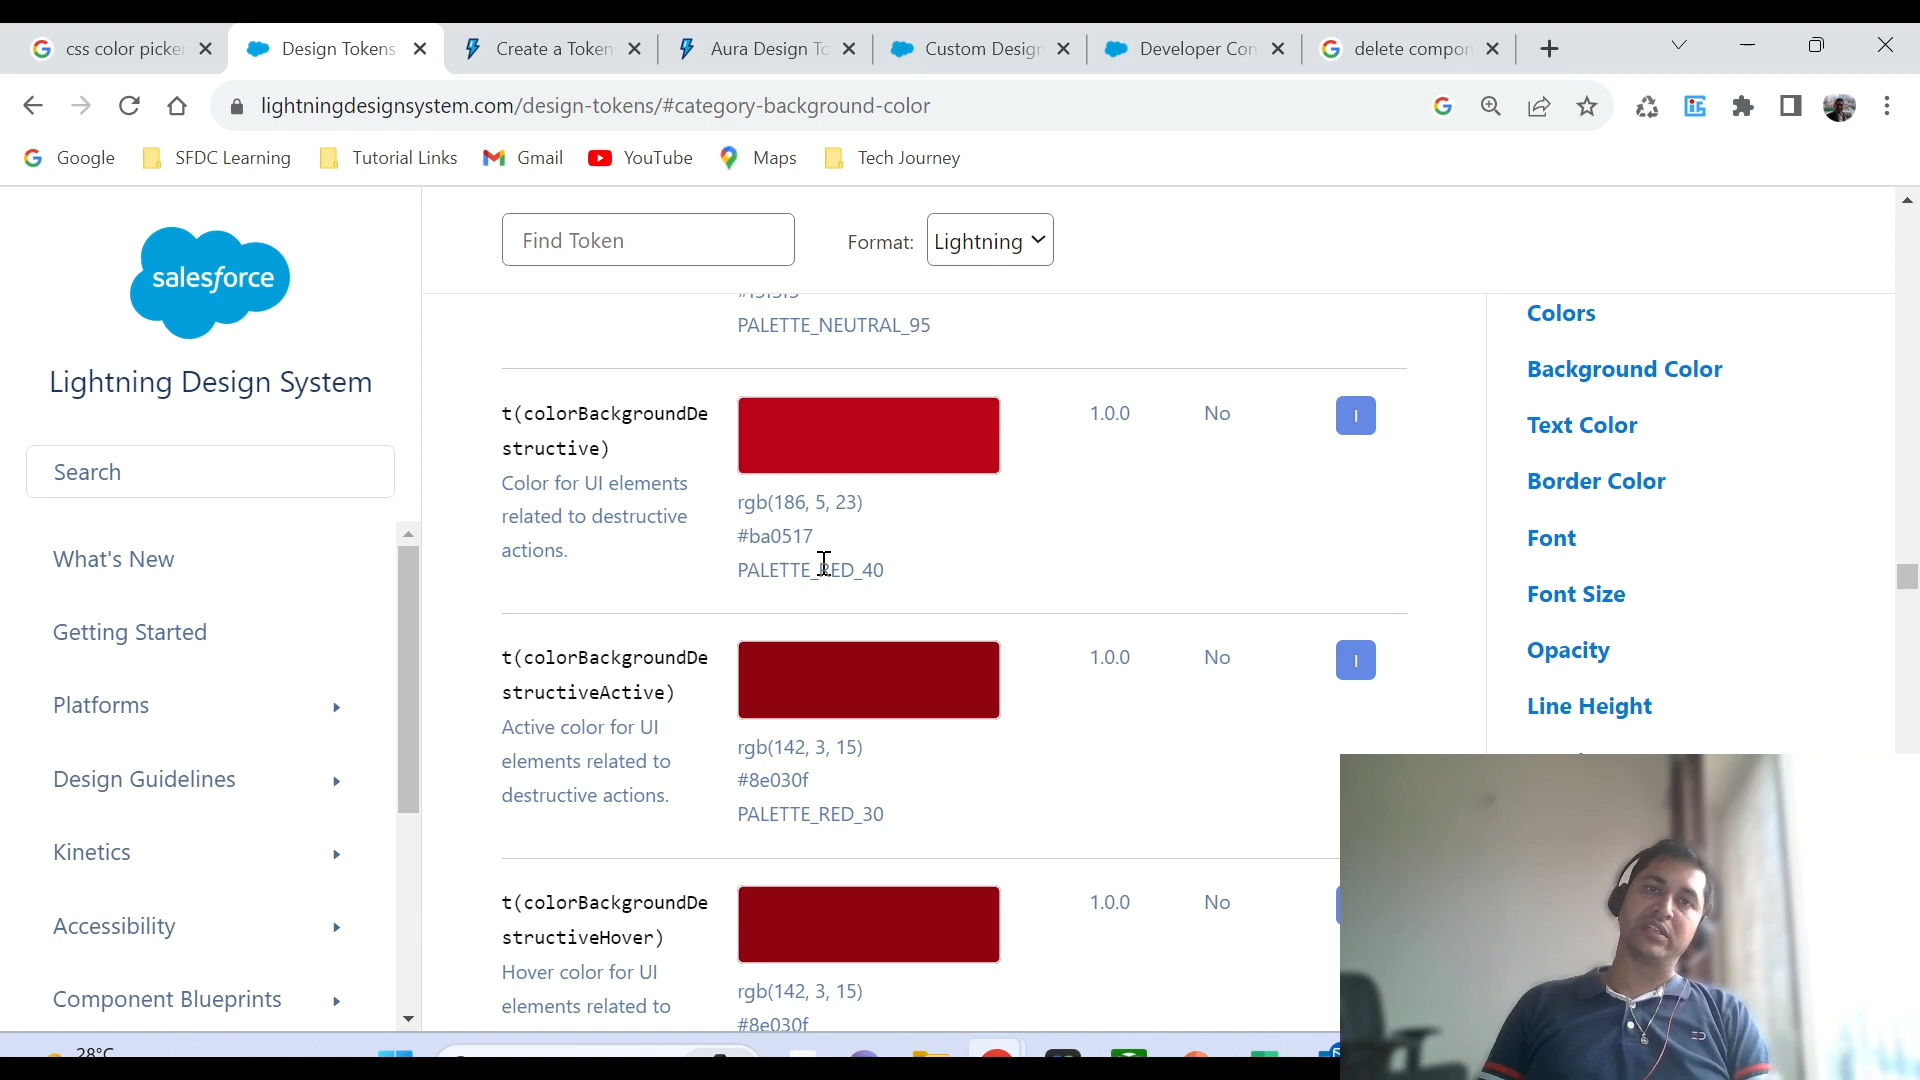 css color picker
Design Tokens
Create a Token
Aura Design To
Custom Design
Developer Con
delete compon
lightningdesignsystem.com/design-tokens/#category-background-color
Google
SFDC Learning
Tutorial Links
Gmail
YouTube
Maps
Tech Journey
salesforce
Lightning Design System
Search
What's New
Getting Started
Platforms
Design Guidelines
Kinetics
Accessibility
Component Blueprints
Find Token
Format:
Lightning
PALETTE_NEUTRAL_95
t(colorBackgroundDe
structive)
Color for UI elements
related to destructive
actions.
rgb(186, 5, 23)
#ba0517
PALETTE_RED_40
1.0.0
No
I
t(colorBackgroundDe
structiveActive)
Active color for UI
elements related to
destructive actions.
rgb(142, 3, 15)
#8e030f
PALETTE_RED_30
1.0.0
No
I
t(colorBackgroundDe
structiveHover)
Hover color for UI
elements related to
rgb(142, 3, 15)
#8e030f
1.0.0
No
Colors
Background Color
Text Color
Border Color
Font
Font Size
Opacity
Line Height
28°C